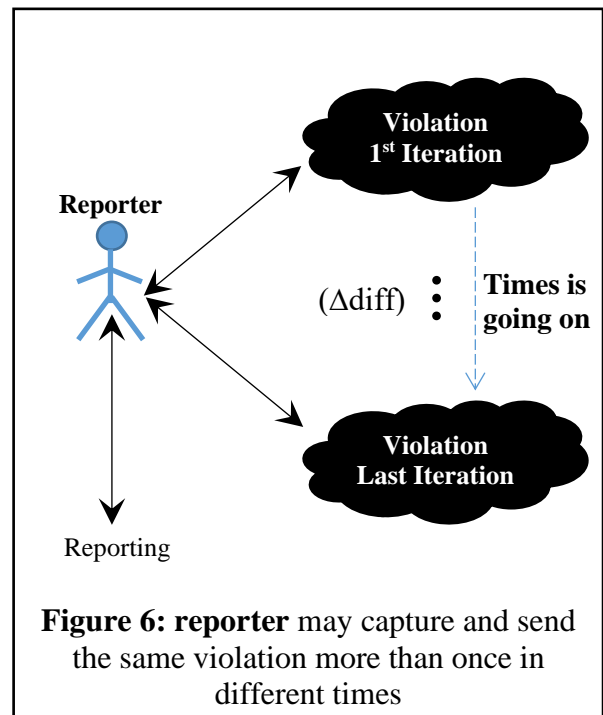 Violation
1st Iteration
Reporter
(Δdiff)
Times is
going on
Violation
Last Iteration
Reporting
Figure 6: reporter may capture and send
the same violation more than once in
different times